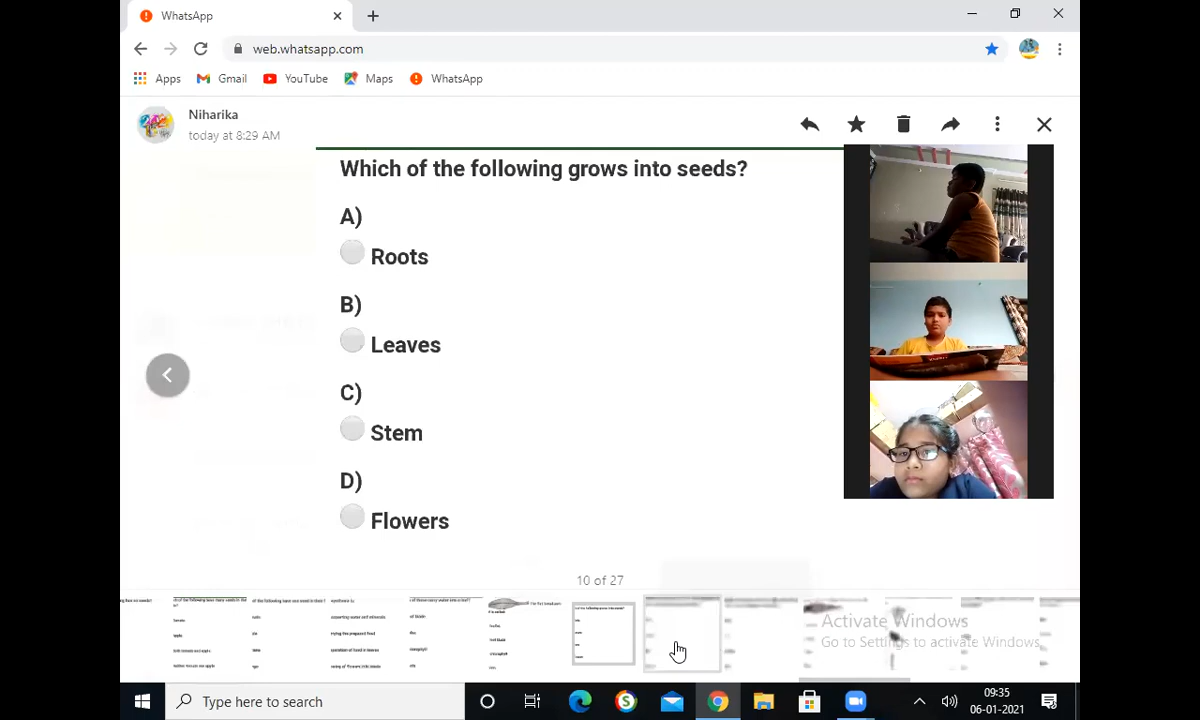 WhatsApp
web.whatsapp.com
Apps Gmail YouTube Maps WhatsApp
Niharika
today at 8:29 AM
Which of the following grows into seeds?
A)
Roots
B)
Leaves
C)
Stem
D)
Flowers
10 of 27
Activate Windows
Go to Settings to activate Windows.
Type here to search
09:35
06-01-2021